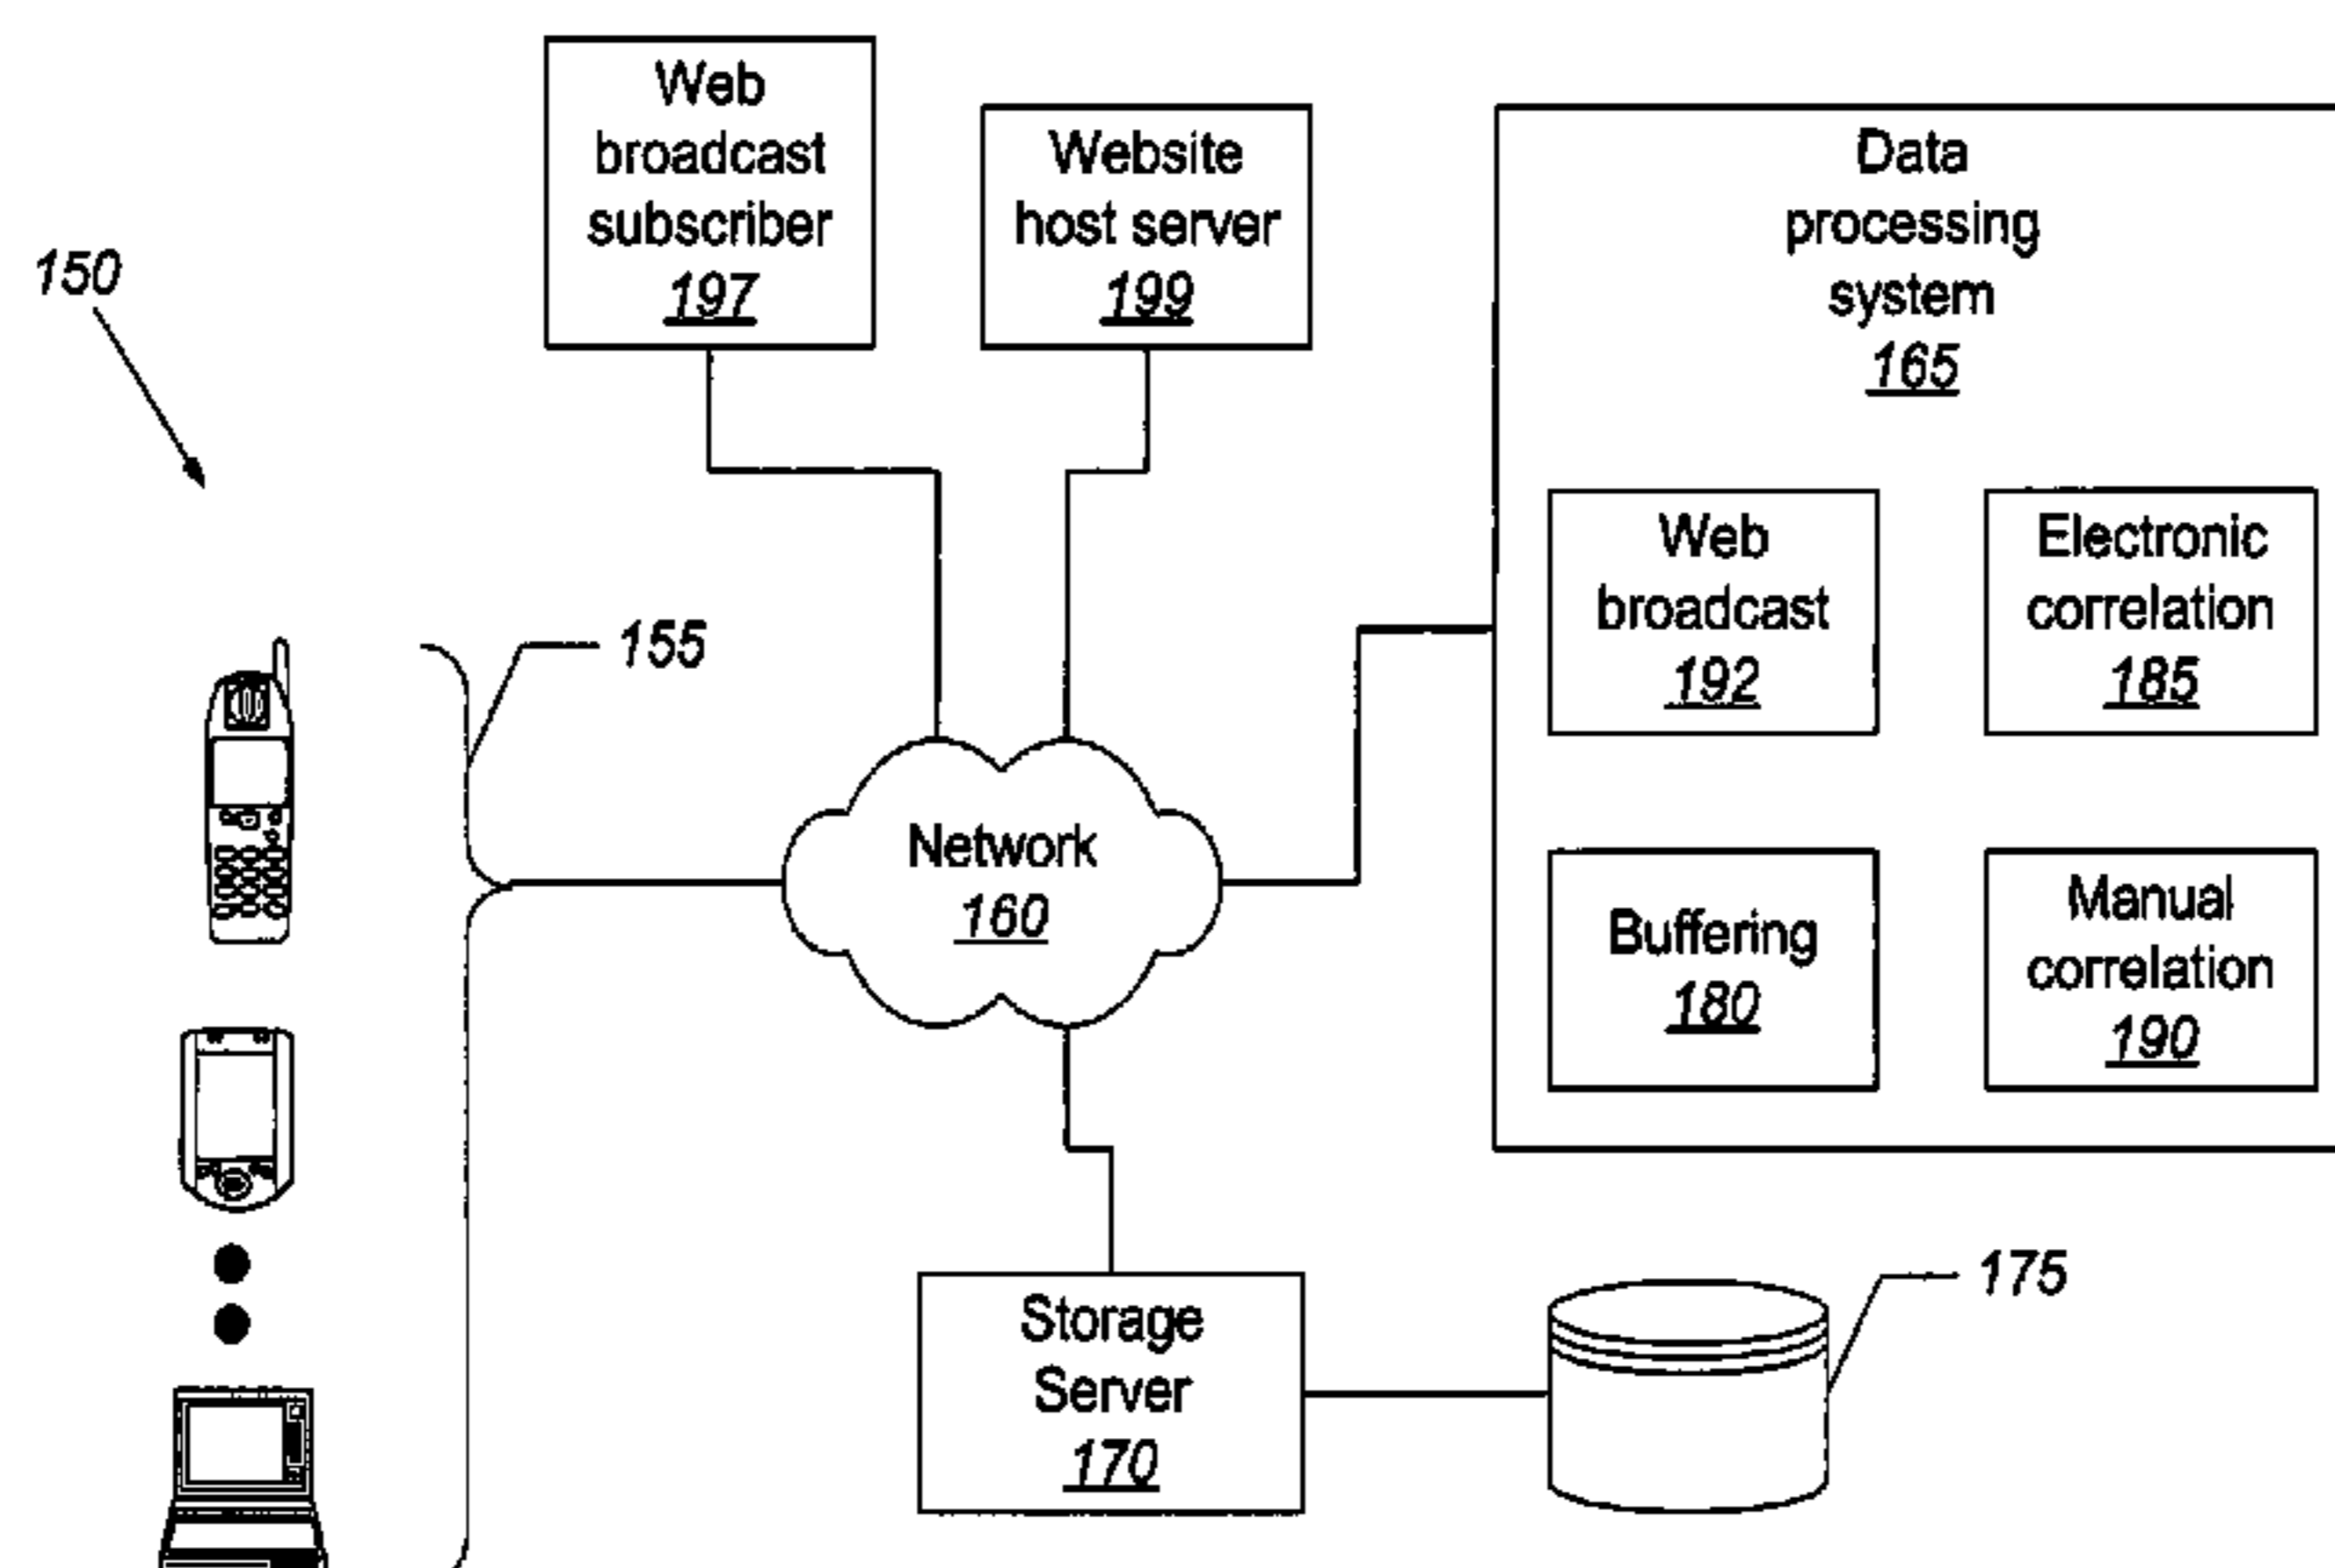 Web
broadcast
subscriber
197
Website
host server
199
Data
processing
system
165
150
155
Web
broadcast
192
Electronic
correlation
185
Network
160
Buffering
180
Manual
correlation
190
Storage
Server
170
175